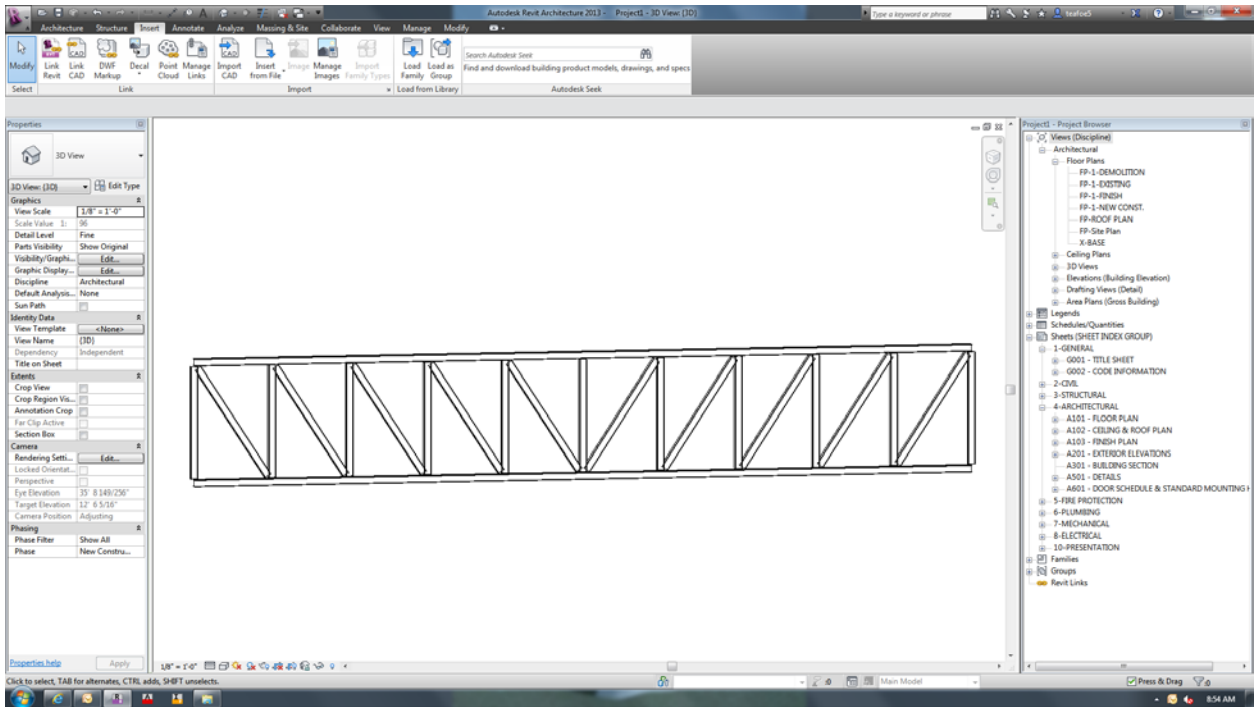 Autodesk Revit Architecture 2013 - Project1 - 3D View: {3D}
Type a keyword or phrase
Architecture Structure Insert Annotate Analyze Massing & Site Collaborate View Manage Modify
Modify
Link Revit
Link CAD
DWF Markup
Decal
Point Cloud
Manage Links
Import CAD
Insert from File
Image
Manage Images
Import Family Types
Load Family
Load as Group
Search Autodesk Seek
Find and download building product models, drawings, and specs
Select
Link
Import
Load from Library
Autodesk Seek
Properties
3D View
3D View: {3D}
Edit Type
Graphics
View Scale 1/8" = 1'-0"
Scale Value 1: 96
Detail Level Fine
Parts Visibility Show Original
Visibility/Graphi... Edit...
Graphic Display... Edit...
Discipline Architectural
Default Analysis... None
Sun Path
Identity Data
View Template <None>
View Name {3D}
Dependency Independent
Title on Sheet
Extents
Crop View
Crop Region Vis...
Annotation Crop
Far Clip Active
Section Box
Camera
Rendering Setti... Edit...
Locked Orientat...
Perspective
Eye Elevation 35' 8 149/256"
Target Elevation 12' 6 5/16"
Camera Position Adjusting
Phasing
Phase Filter Show All
Phase New Constru...
Properties help
Apply
1/8" = 1'-0"
Project1 - Project Browser
Views (Discipline)
Architectural
Floor Plans
FP-1-DEMOLITION
FP-1-EXISTING
FP-1-FINISH
FP-1-NEW CONST.
FP-ROOF PLAN
FP-Site Plan
X-BASE
Ceiling Plans
3D Views
Elevations (Building Elevation)
Drafting Views (Detail)
Area Plans (Gross Building)
Legends
Schedules/Quantities
Sheets (SHEET INDEX GROUP)
1-GENERAL
G001 - TITLE SHEET
G002 - CODE INFORMATION
2-CIVIL
3-STRUCTURAL
4-ARCHITECTURAL
A101 - FLOOR PLAN
A102 - CEILING & ROOF PLAN
A103 - FINISH PLAN
A201 - EXTERIOR ELEVATIONS
A301 - BUILDING SECTION
A501 - DETAILS
A601 - DOOR SCHEDULE & STANDARD MOUNTING H
5-FIRE PROTECTION
6-PLUMBING
7-MECHANICAL
8-ELECTRICAL
10-PRESENTATION
Families
Groups
Revit Links
Click to select, TAB for alternates, CTRL adds, SHIFT unselects.
:0
Main Model
Press & Drag
:0
8:54 AM